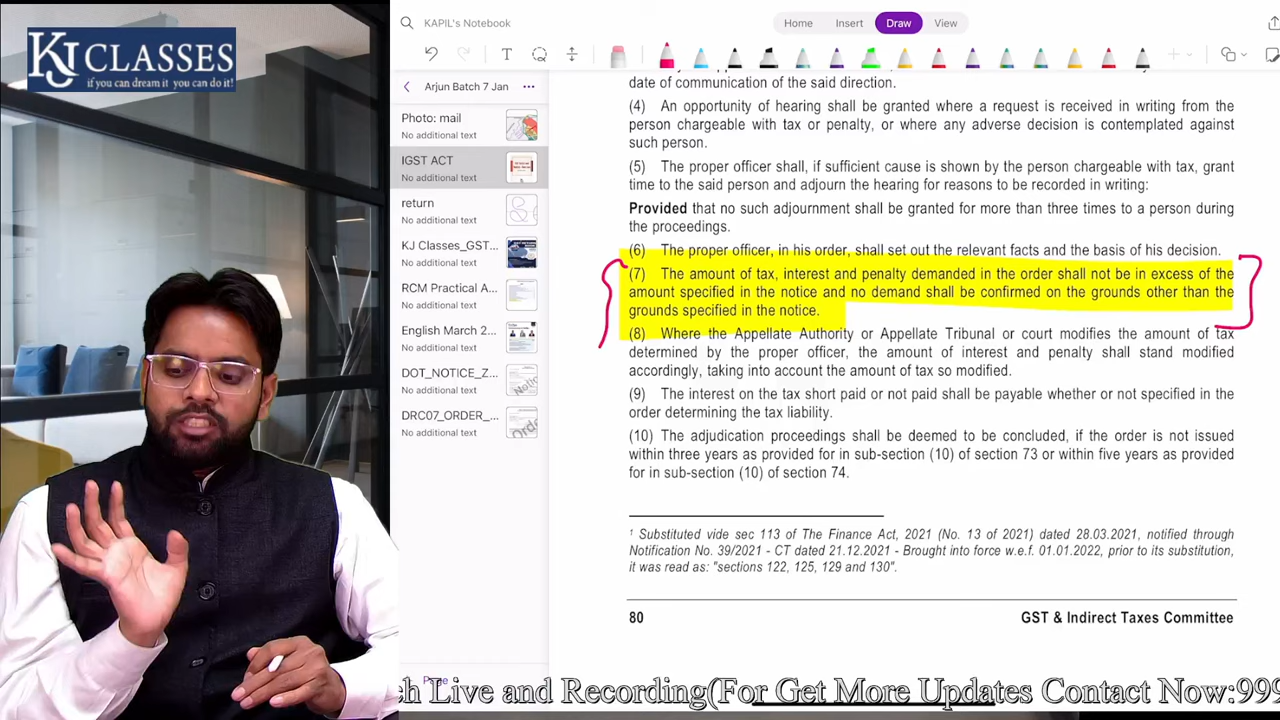 KJ CLASSES
if you can dream it you can do it!
KAPIL's Notebook
Home Insert Draw View
Arjun Batch 7 Jan
Photo: mail
No additional text
IGST ACT
No additional text
return
No additional text
KJ Classes_GST...
No additional text
RCM Practical A...
No additional text
English March 2...
No additional text
DOT_NOTICE_Z...
No additional text
DRC07_ORDER_...
No additional text
date of communication of the said direction.
(4) An opportunity of hearing shall be granted where a request is received in writing from the
person chargeable with tax or penalty, or where any adverse decision is contemplated against
such person.
(5) The proper officer shall, if sufficient cause is shown by the person chargeable with tax, grant
time to the said person and adjourn the hearing for reasons to be recorded in writing:
Provided that no such adjournment shall be granted for more than three times to a person during
the proceedings.
(6) The proper officer, in his order, shall set out the relevant facts and the basis of his decision.
(7) The amount of tax, interest and penalty demanded in the order shall not be in excess of the
amount specified in the notice and no demand shall be confirmed on the grounds other than the
grounds specified in the notice.
(8) Where the Appellate Authority or Appellate Tribunal or court modifies the amount of tax
determined by the proper officer, the amount of interest and penalty shall stand modified
accordingly, taking into account the amount of tax so modified.
(9) The interest on the tax short paid or not paid shall be payable whether or not specified in the
order determining the tax liability.
(10) The adjudication proceedings shall be deemed to be concluded, if the order is not issued
within three years as provided for in sub-section (10) of section 73 or within five years as provided
for in sub-section (10) of section 74.
1 Substituted vide sec 113 of The Finance Act, 2021 (No. 13 of 2021) dated 28.03.2021, notified through
Notification No. 39/2021 - CT dated 21.12.2021 - Brought into force w.e.f. 01.01.2022, prior to its substitution,
it was read as: "sections 122, 125, 129 and 130".
80 GST & Indirect Taxes Committee
Live and Recording(For Get More Updates Contact Now:999